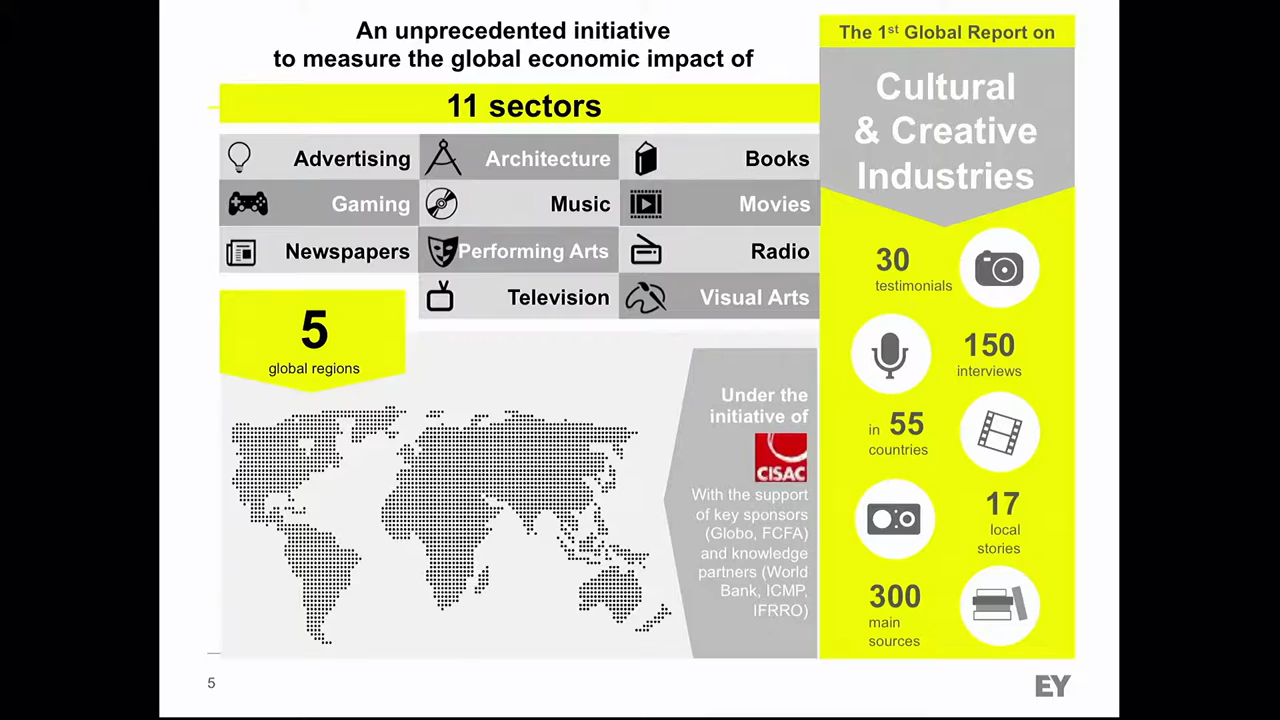 An unprecedented initiative
to measure the global economic impact of
11 sectors
Advertising
Architecture
Books
Gaming
Music
Movies
Newspapers
Performing Arts
Radio
Television
Visual Arts
5
global regions
Under the
initiative of
CISAC
With the support
of key sponsors
(Globo, FCFA)
and knowledge
partners (World
Bank, ICMP,
IFRRO)
The 1st Global Report on
Cultural
& Creative
Industries
30
testimonials
150
interviews
in 55
countries
17
local
stories
300
main
sources
5
EY